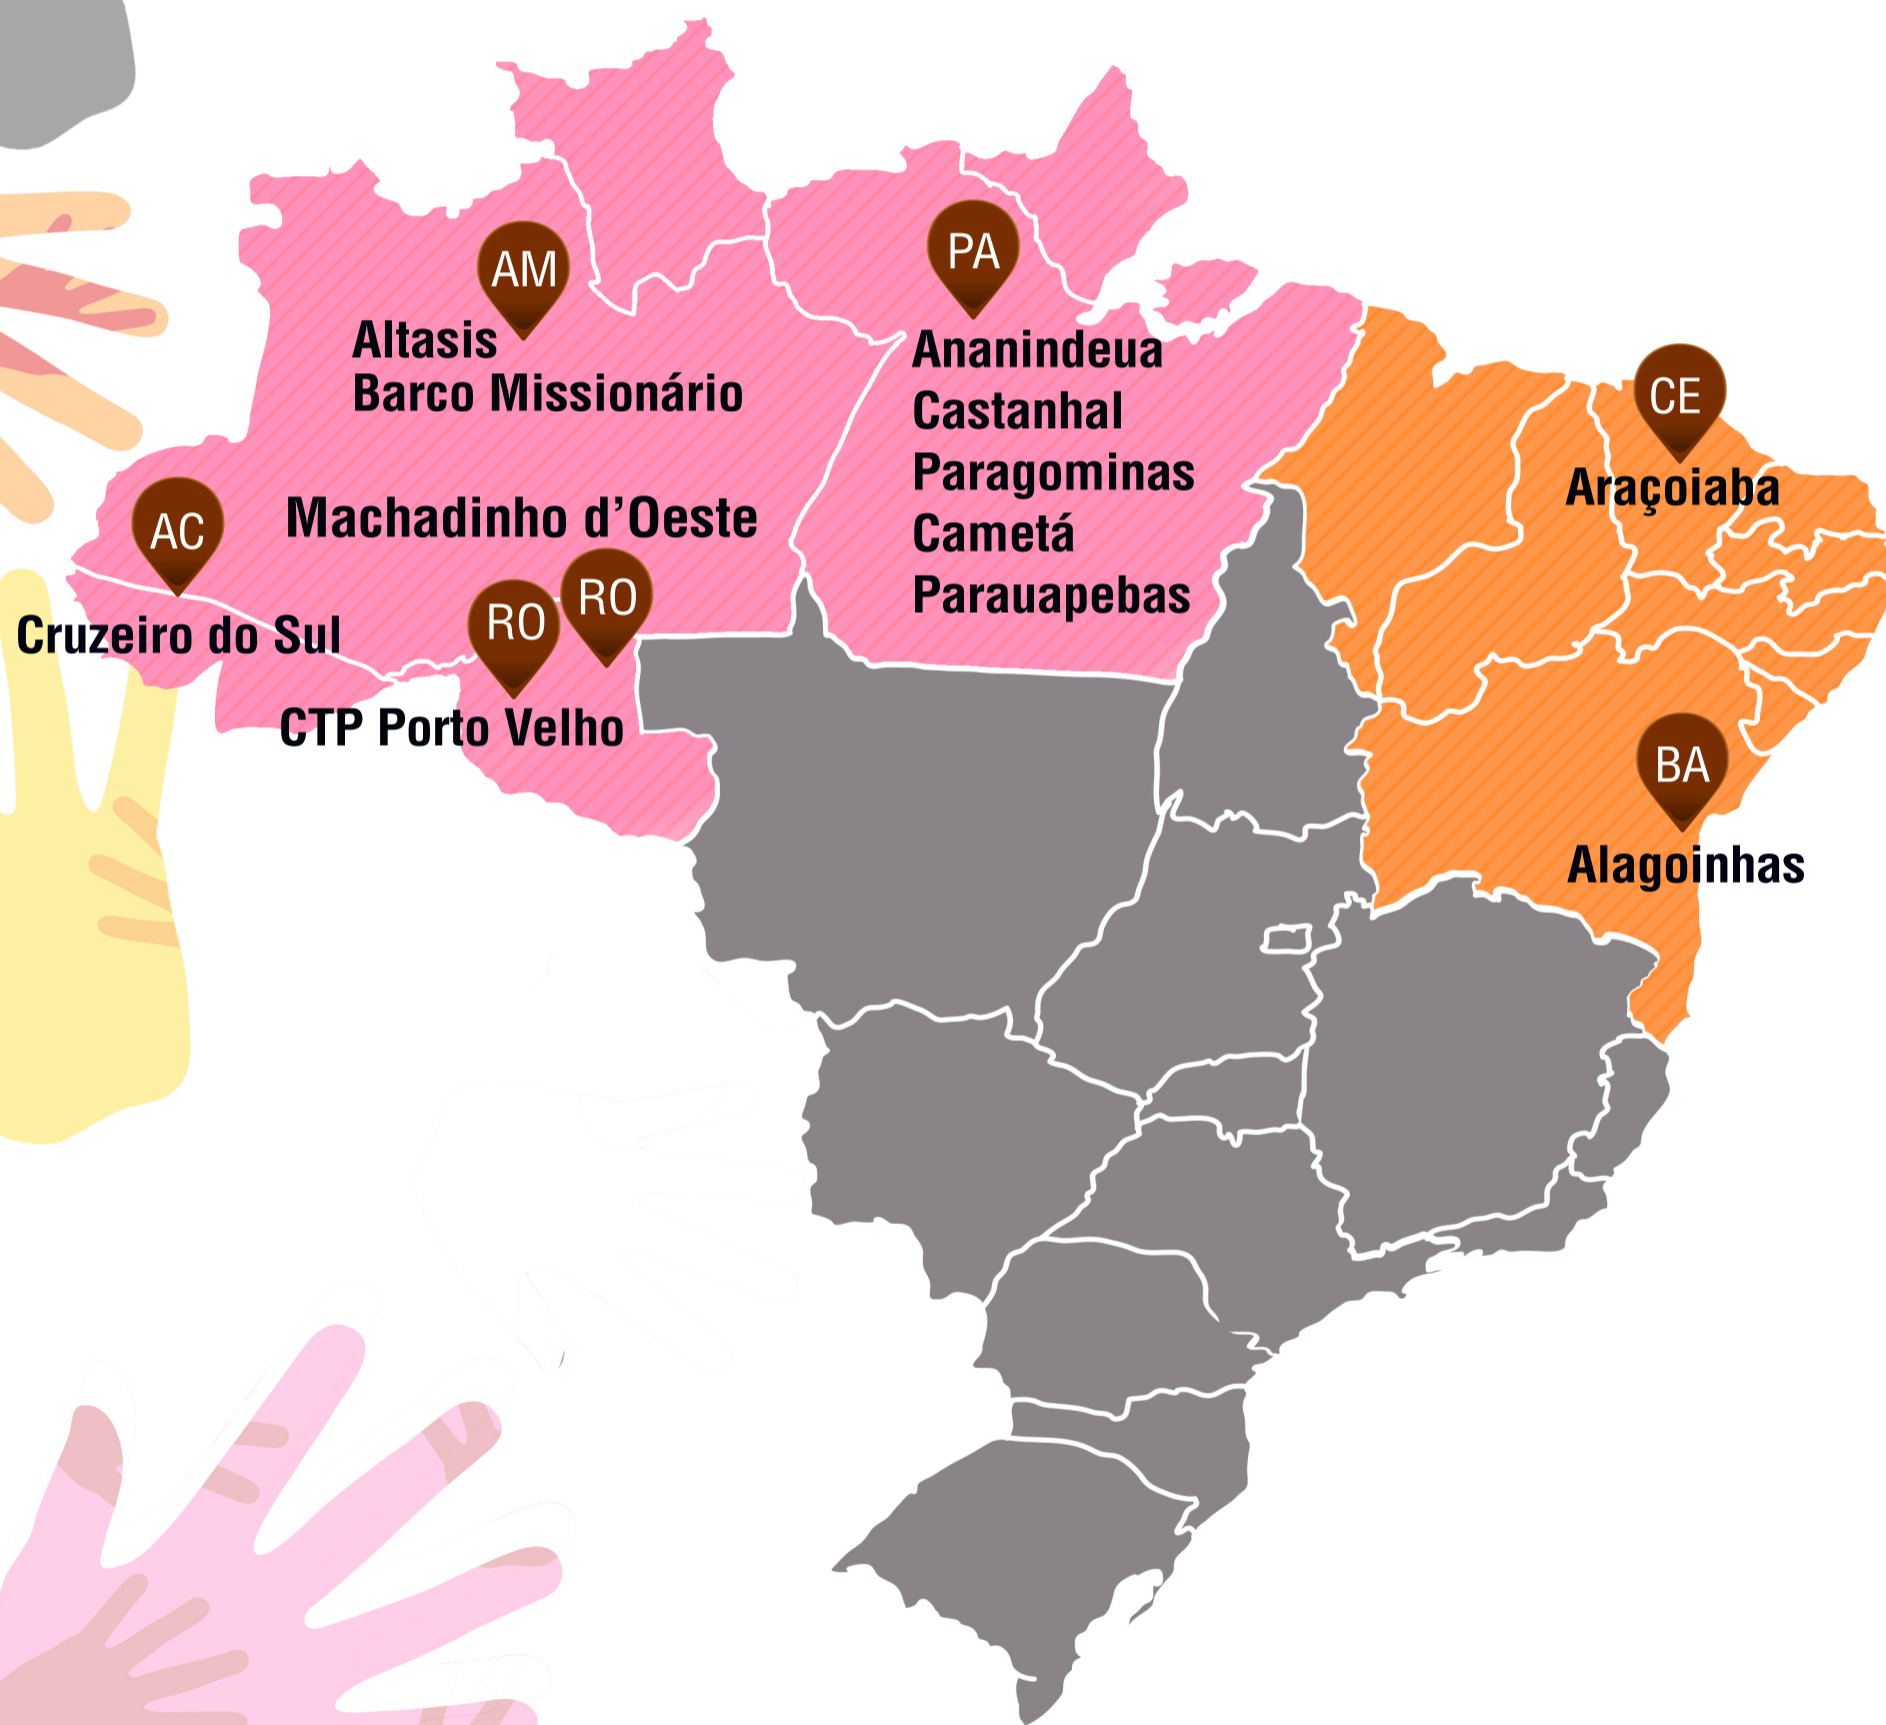 AM
Altasis
Barco Missionário
PA
Ananindeua
Castanhal
Paragominas
Cametá
Parauapebas
CE
Araçoiaba
AC
Cruzeiro do Sul
Machadinho d’Oeste
RO
RO
CTP Porto Velho
BA
Alagoinhas